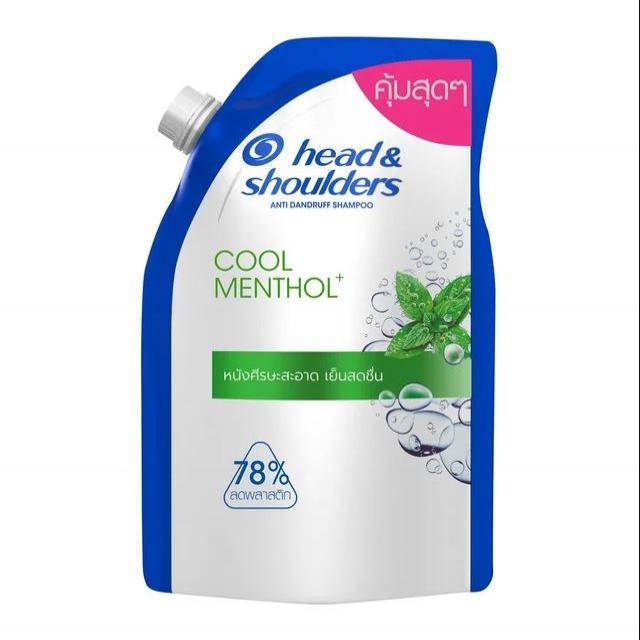 คุ้มสุดๆ
head &
shoulders
ANTI DANDRUFF SHAMPOO
COOL
MENTHOL+
หนังศีรษะสะอาด เย็นสดชื่น
78%
ลดพลาสติก